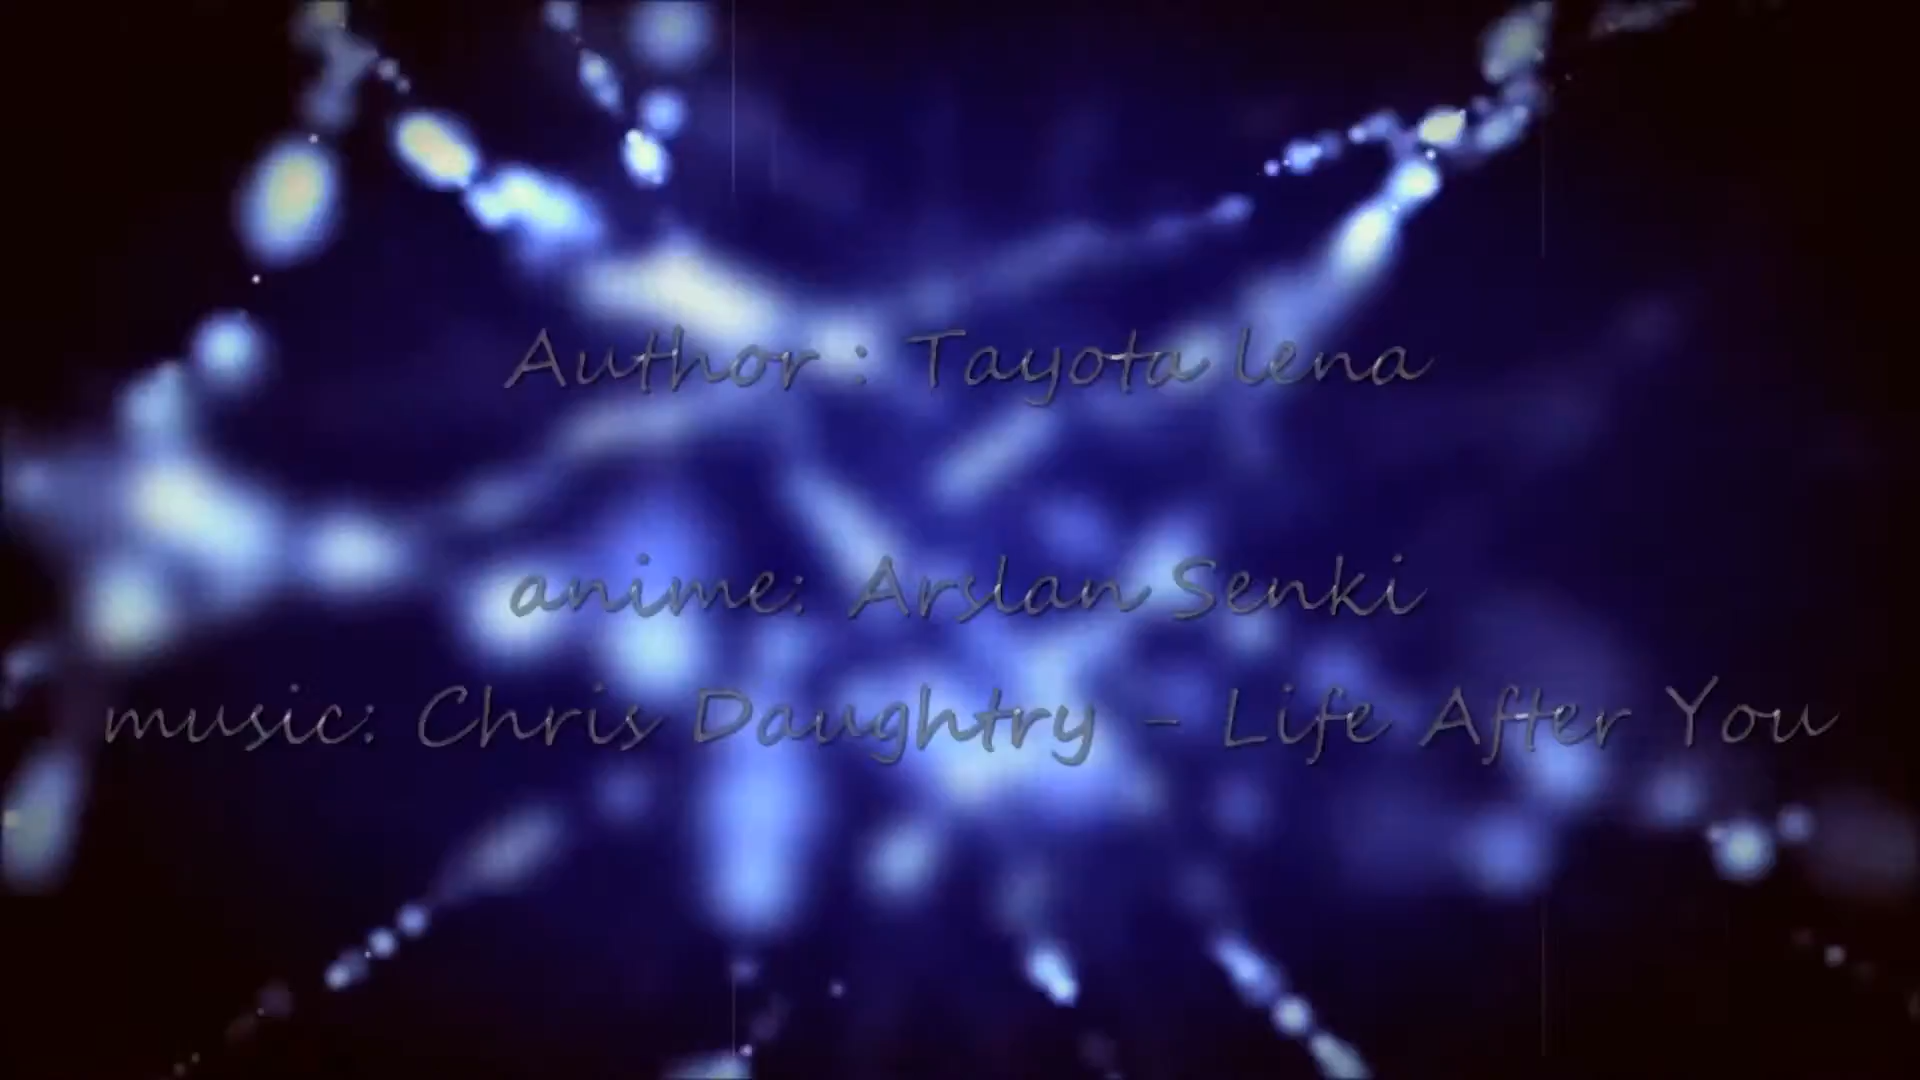 Author : Tayota lena
anime: Arslan Senki
music: Chris Daughtry - Life After You